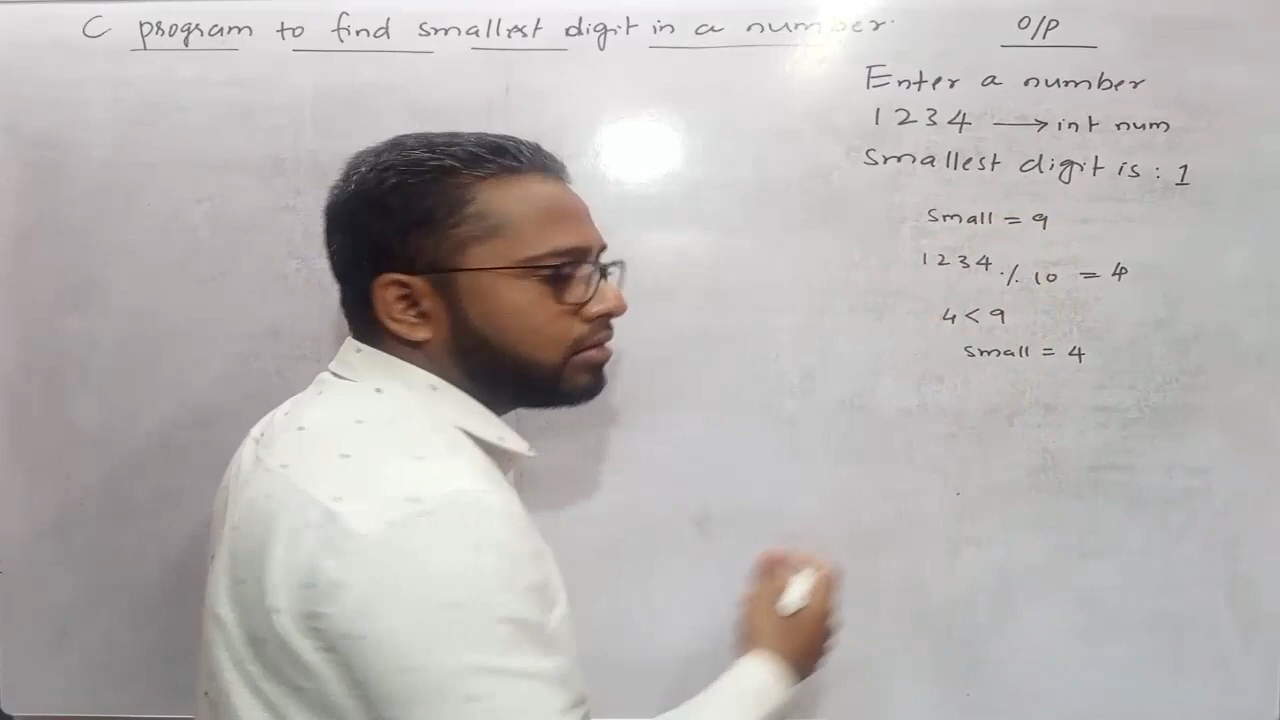 C program to find smallest digit in a number.
O/P
Enter a number
1234 → int num
smallest digit is : 1
small = 9
1234 % 10 = 4
4 < 9
small = 4